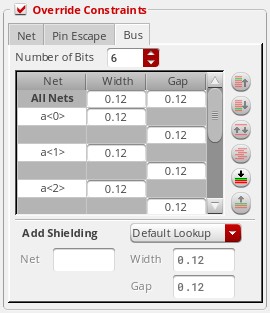 Override Constraints
Net Pin Escape Bus
Number of Bits 6
Net Width Gap
All Nets 0.12 0.12
a<0> 0.12
0.12
a<1> 0.12
0.12
a<2> 0.12
0.12
Add Shielding Default Lookup
Net Width 0.12
Gap 0.12